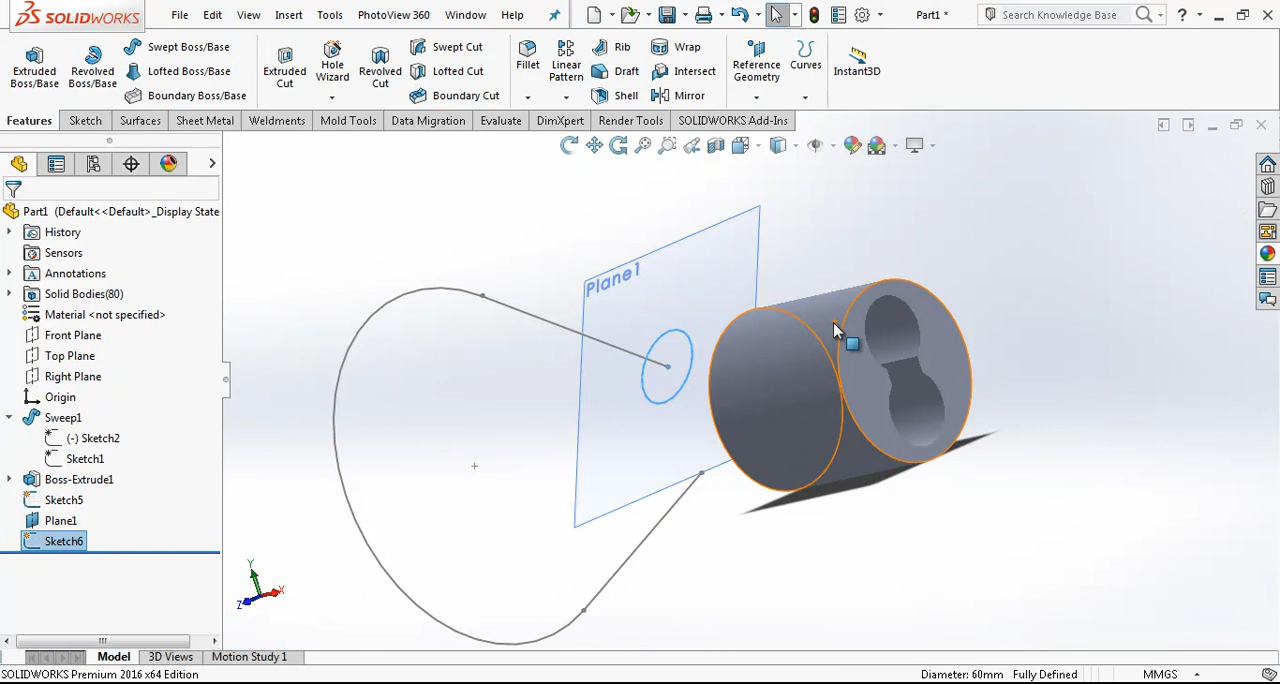 SOLIDWORKS File Edit View Insert Tools PhotoView 360 Window Help Part1 * Search Knowledge Base ?
Extruded Boss/Base
Revolved Boss/Base
Swept Boss/Base
Lofted Boss/Base
Boundary Boss/Base
Extruded Cut
Hole Wizard
Revolved Cut
Swept Cut
Lofted Cut
Boundary Cut
Fillet
Linear Pattern
Rib
Draft
Shell
Wrap
Intersect
Mirror
Reference Geometry
Curves
Instant3D
Features Sketch Surfaces Sheet Metal Weldments Mold Tools Data Migration Evaluate DimXpert Render Tools SOLIDWORKS Add-Ins
Part1 (Default<<Default>_Display State
History
Sensors
Annotations
Solid Bodies(80)
Material <not specified>
Front Plane
Top Plane
Right Plane
Origin
Sweep1
(-) Sketch2
Sketch1
Boss-Extrude1
Sketch5
Plane1
Sketch6
Plane1
Y
X
Z
Model 3D Views Motion Study 1
SOLIDWORKS Premium 2016 x64 Edition Diameter: 60mm Fully Defined MMGS